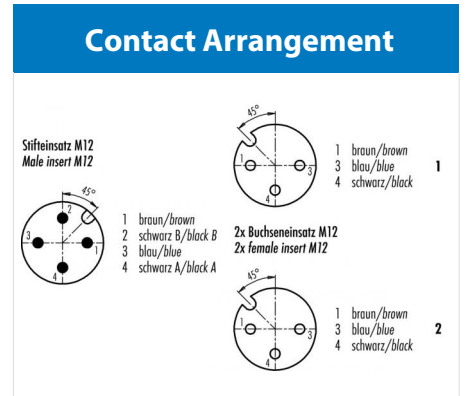 Contact Arrangement
Stifteinsatz M12
Male insert M12
45°
2
3
1
4
1 braun/brown
2 schwarz B/black B
3 blau/blue
4 schwarz A/black A
45°
1
3
4
1 braun/brown
3 blau/blue
4 schwarz/black
1
2x Buchseneinsatz M12
2x female insert M12
45°
1
3
4
1 braun/brown
3 blau/blue
4 schwarz/black
2